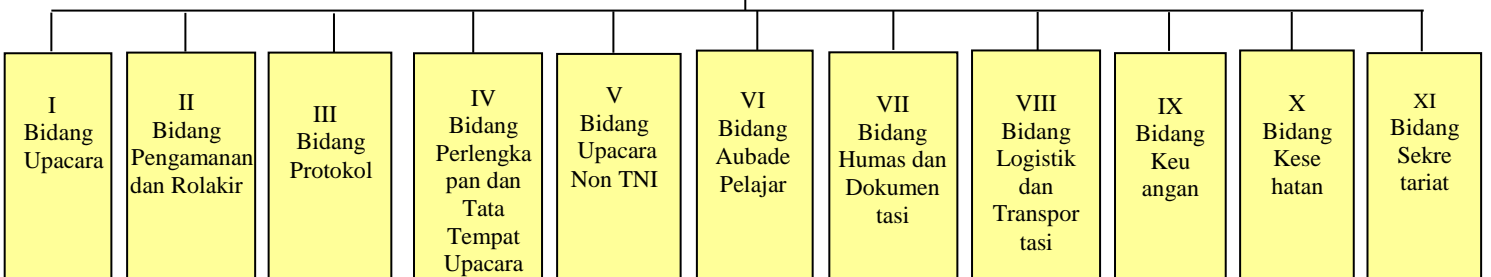 I
Bidang
Upacara
II
Bidang
Pengamanan
dan Rolakir
III
Bidang
Protokol
IV
Bidang
Perlengka
pan dan
Tata
Tempat
Upacara
V
Bidang
Upacara
Non TNI
VI
Bidang
Aubade
Pelajar
VII
Bidang
Humas dan
Dokumen
tasi
VIII
Bidang
Logistik
dan
Transpor
tasi
IX
Bidang
Keu
angan
X
Bidang
Kese
hatan
XI
Bidang
Sekre
tariat